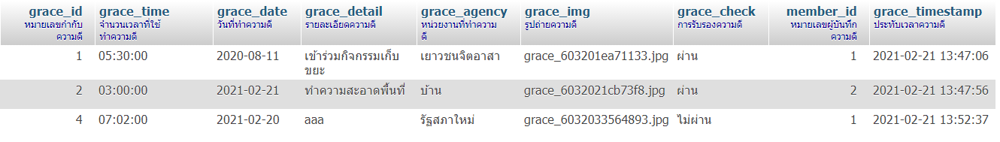 grace_id grace_time grace_date grace_detail grace_agency grace_img grace_check member_id grace_timestamp
หมายเลขกำกับ จำนวนเวลาที่ใช้ วันที่ทำความดี รายละเอียดความดี หน่วยงานที่ทำความ รูปถ่ายความดี การรับรองความดี หมายเลขผู้บันทึก ประทับเวลาความดี
ความดี ทำความดี ดี ความดี
1 05:30:00 2020-08-11 เข้าร่วมกิจกรรมเก็บ เยาวชนจิตอาสา grace_603201ea71133.jpg ผ่าน 1 2021-02-21 13:47:06
ขยะ
2 03:00:00 2021-02-21 ทำความสะอาดพื้นที่ บ้าน grace_6032021cb73f8.jpg ผ่าน 2 2021-02-21 13:47:56
4 07:02:00 2021-02-20 aaa รัฐสภาใหม่ grace_6032033564893.jpg ไม่ผ่าน 1 2021-02-21 13:52:37